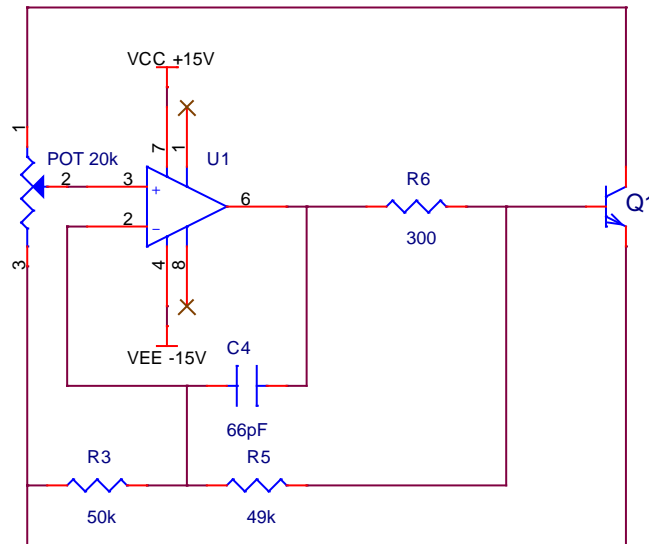 VCC +15V
1
7
1
U1
POT 20k
2
3
+
6
R6
Q1
2
-
300
3
4
8
VEE -15V
C4
66pF
R3
R5
50k
49k